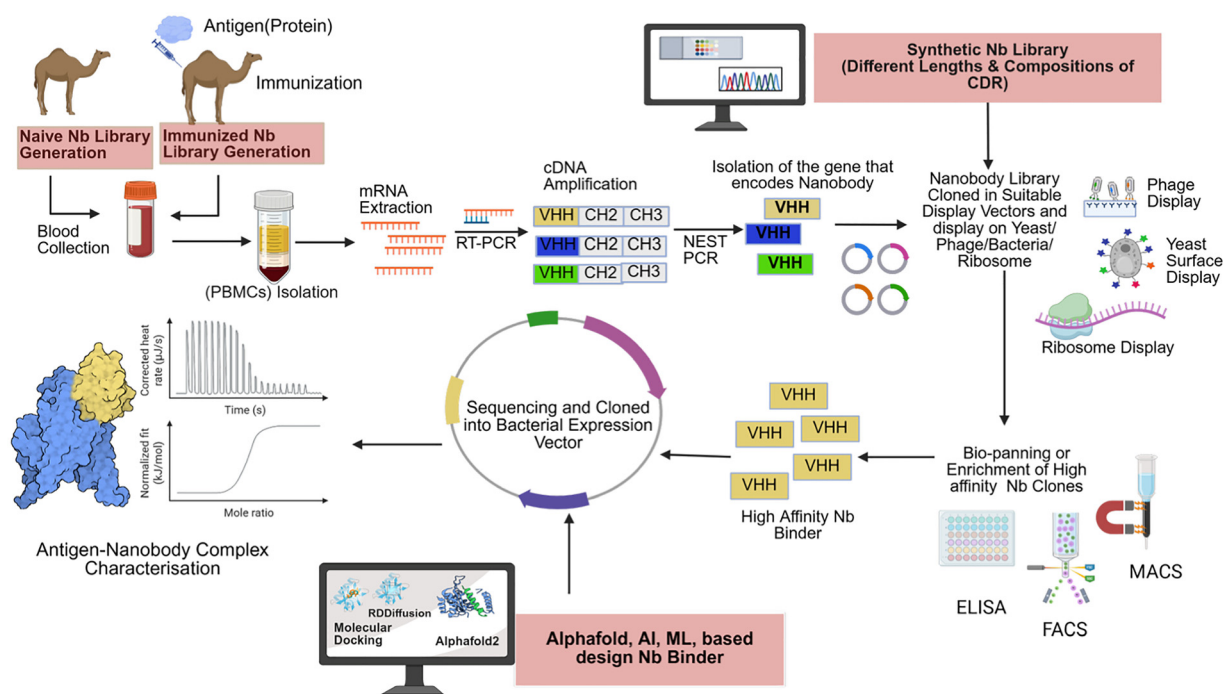 Antigen(Protein)
Immunization
Naive Nb Library
Generation
Immunized Nb
Library Generation
Blood
Collection
(PBMCs) Isolation
mRNA
Extraction
RT-PCR
cDNA
Amplification
VHH CH2 CH3
VHH CH2 CH3
VHH CH2 CH3
NEST
PCR
Isolation of the gene that
encodes Nanobody
VHH
VHH
VHH
Synthetic Nb Library
(Different Lengths & Compositions of
CDR)
Nanobody Library
Cloned in Suitable
Display Vectors and
display on Yeast/
Phage/Bacteria/
Ribosome
Phage
Display
Yeast
Surface
Display
Ribosome Display
Bio-panning or
Enrichment of High
affinity Nb Clones
ELISA
FACS
MACS
VHH
VHH
VHH
VHH
VHH
High Affinity Nb
Binder
Sequencing and Cloned
into Bacterial Expression
Vector
Corrected heat
rate (µJ/s)
Time (s)
Normalized fit
(kJ/mol)
Mole ratio
Antigen-Nanobody Complex
Characterisation
RDDiffusion
Molecular
Docking
Alphafold2
Alphafold, AI, ML, based
design Nb Binder